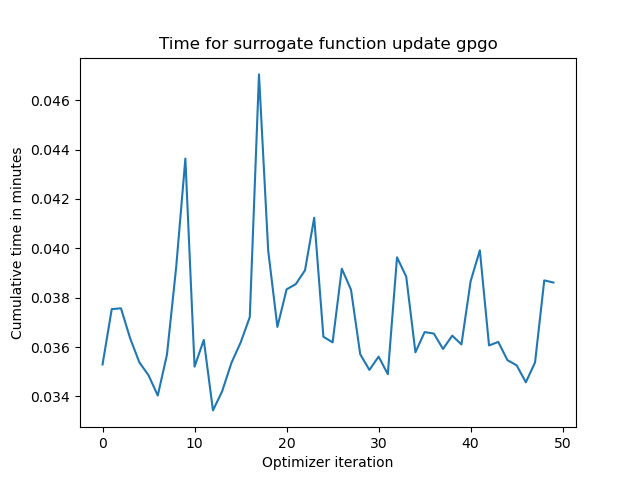 Time for surrogate function update gpgo
Cumulative time in minutes
0.046
0.044
0.042
0.040
0.038
0.036
0.034
0 10 20 30 40 50
Optimizer iteration